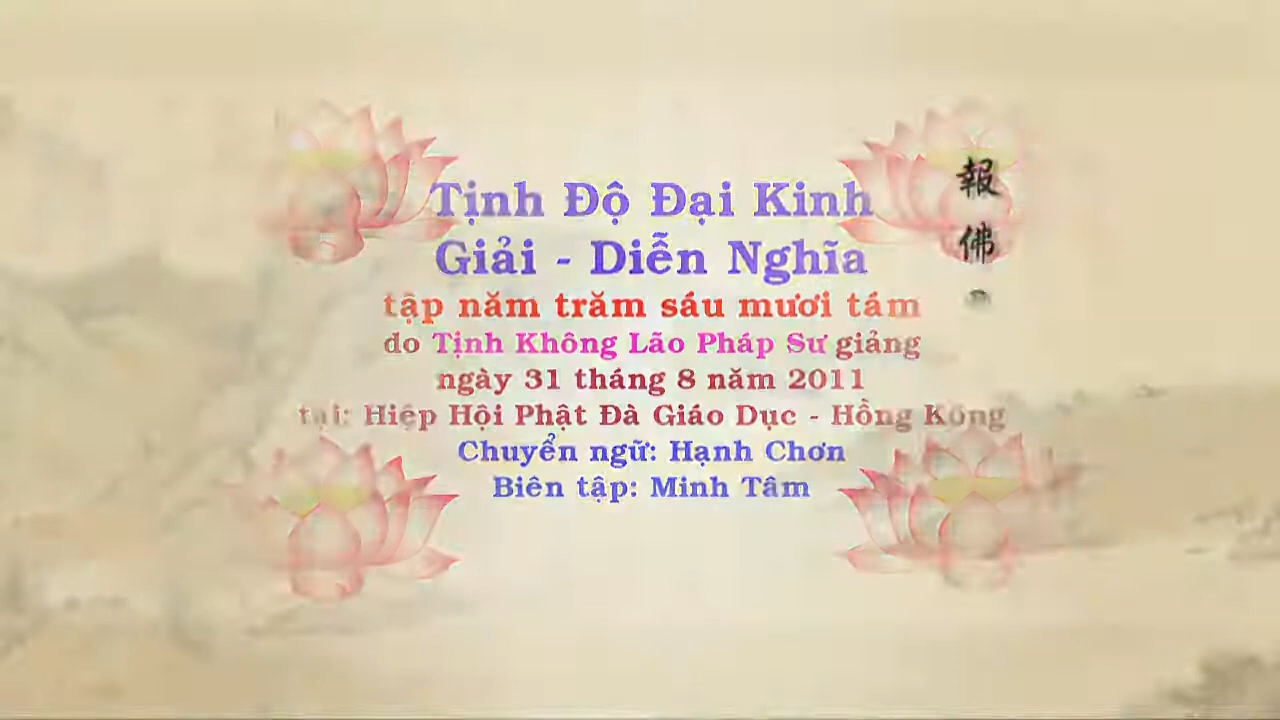 Tịnh Độ Đại Kinh
Giải - Diễn Nghĩa
tập năm trăm sáu mươi tám
do Tịnh Không Lão Pháp Sư giảng
ngày 31 tháng 8 năm 2011
tại: Hiệp Hội Phật Đà Giáo Dục - Hồng Kông
Chuyển ngữ: Hạnh Chơn
Biên tập: Minh Tâm
報佛